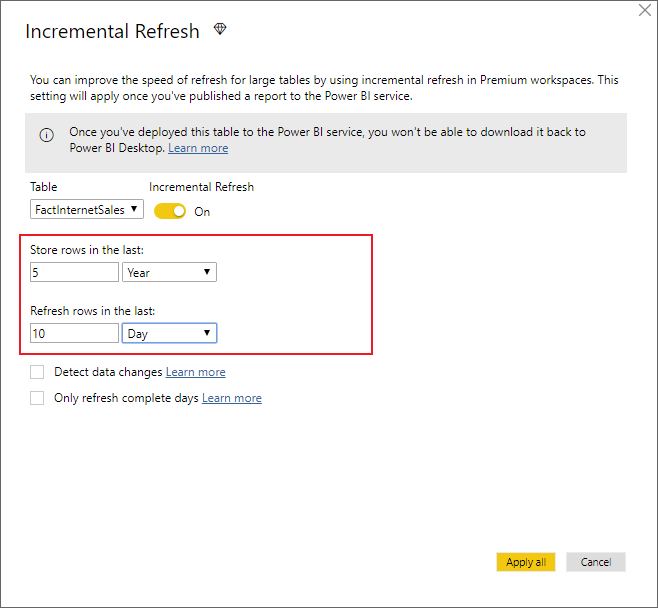 Incremental Refresh
You can improve the speed of refresh for large tables by using incremental refresh in Premium workspaces. This
setting will apply once you've published a report to the Power BI service.
Once you've deployed this table to the Power BI service, you won't be able to download it back to
Power BI Desktop. Learn more
Table Incremental Refresh
FactInternetSales On
Store rows in the last:
5 Year
Refresh rows in the last:
10 Day
Detect data changes Learn more
Only refresh complete days Learn more
Apply all Cancel